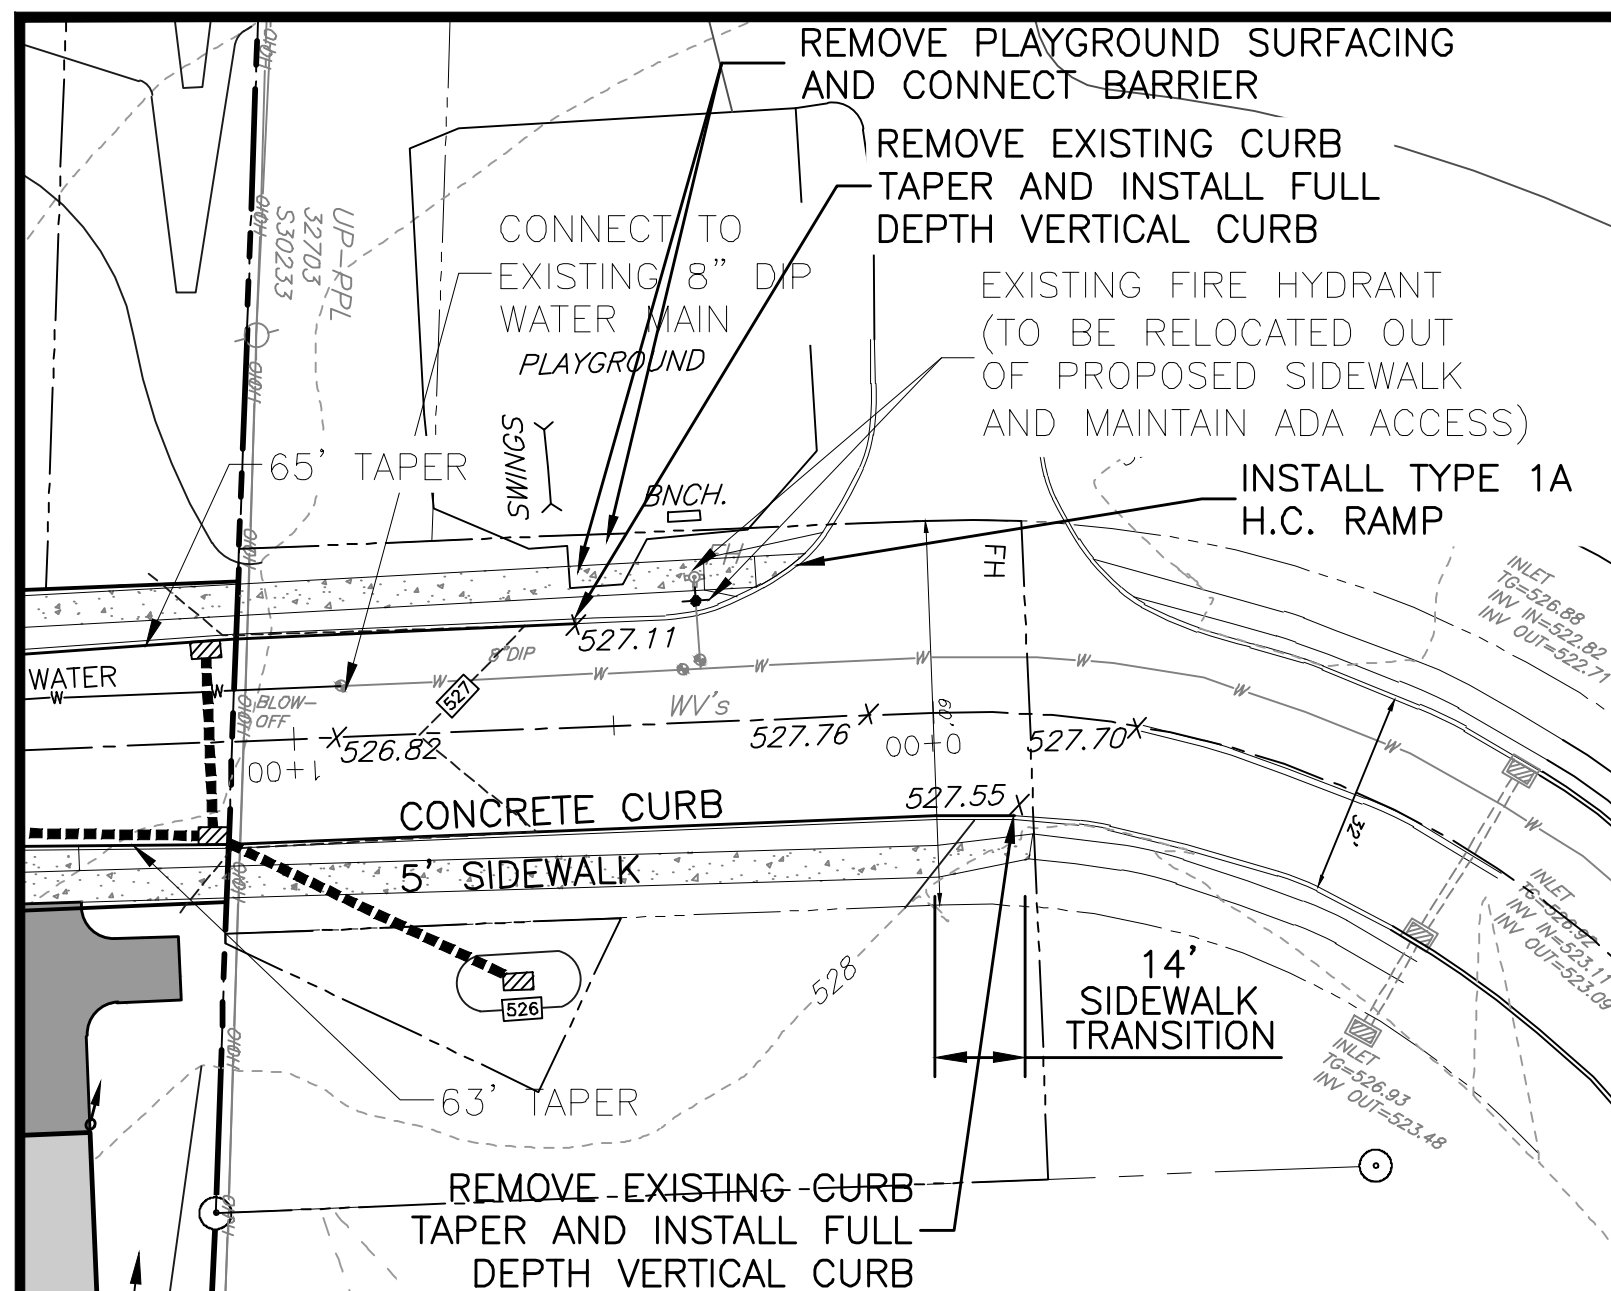 REMOVE PLAYGROUND SURFACING
AND CONNECT BARRIER
REMOVE EXISTING CURB
TAPER AND INSTALL FULL
DEPTH VERTICAL CURB
UP-PPL
32703
S30233
CONNECT TO
EXISTING 8" DIP
WATER MAIN
PLAYGROUND
EXISTING FIRE HYDRANT
(TO BE RELOCATED OUT
OF PROPOSED SIDEWALK
AND MAINTAIN ADA ACCESS)
65' TAPER
SWINGS
BNCH.
INSTALL TYPE 1A
H.C. RAMP
FH
FH
INLET
TG=526.88
INV IN=522.82
INV OUT=522.71
527.11
8"DIP
WATER
W
W
W
W
W
W
W
W
W
W
BLOW-
OFF
527
WV's
60'
526.82
527.76
0+00
527.70
1+00
527.55
CONCRETE CURB
5' SIDEWALK
32'
INLET
TG=526.92
INV IN=523.11
INV OUT=523.09
526
528
14'
SIDEWALK
TRANSITION
INLET
TG=526.93
INV OUT=523.48
63' TAPER
REMOVE EXISTING CURB
TAPER AND INSTALL FULL
DEPTH VERTICAL CURB